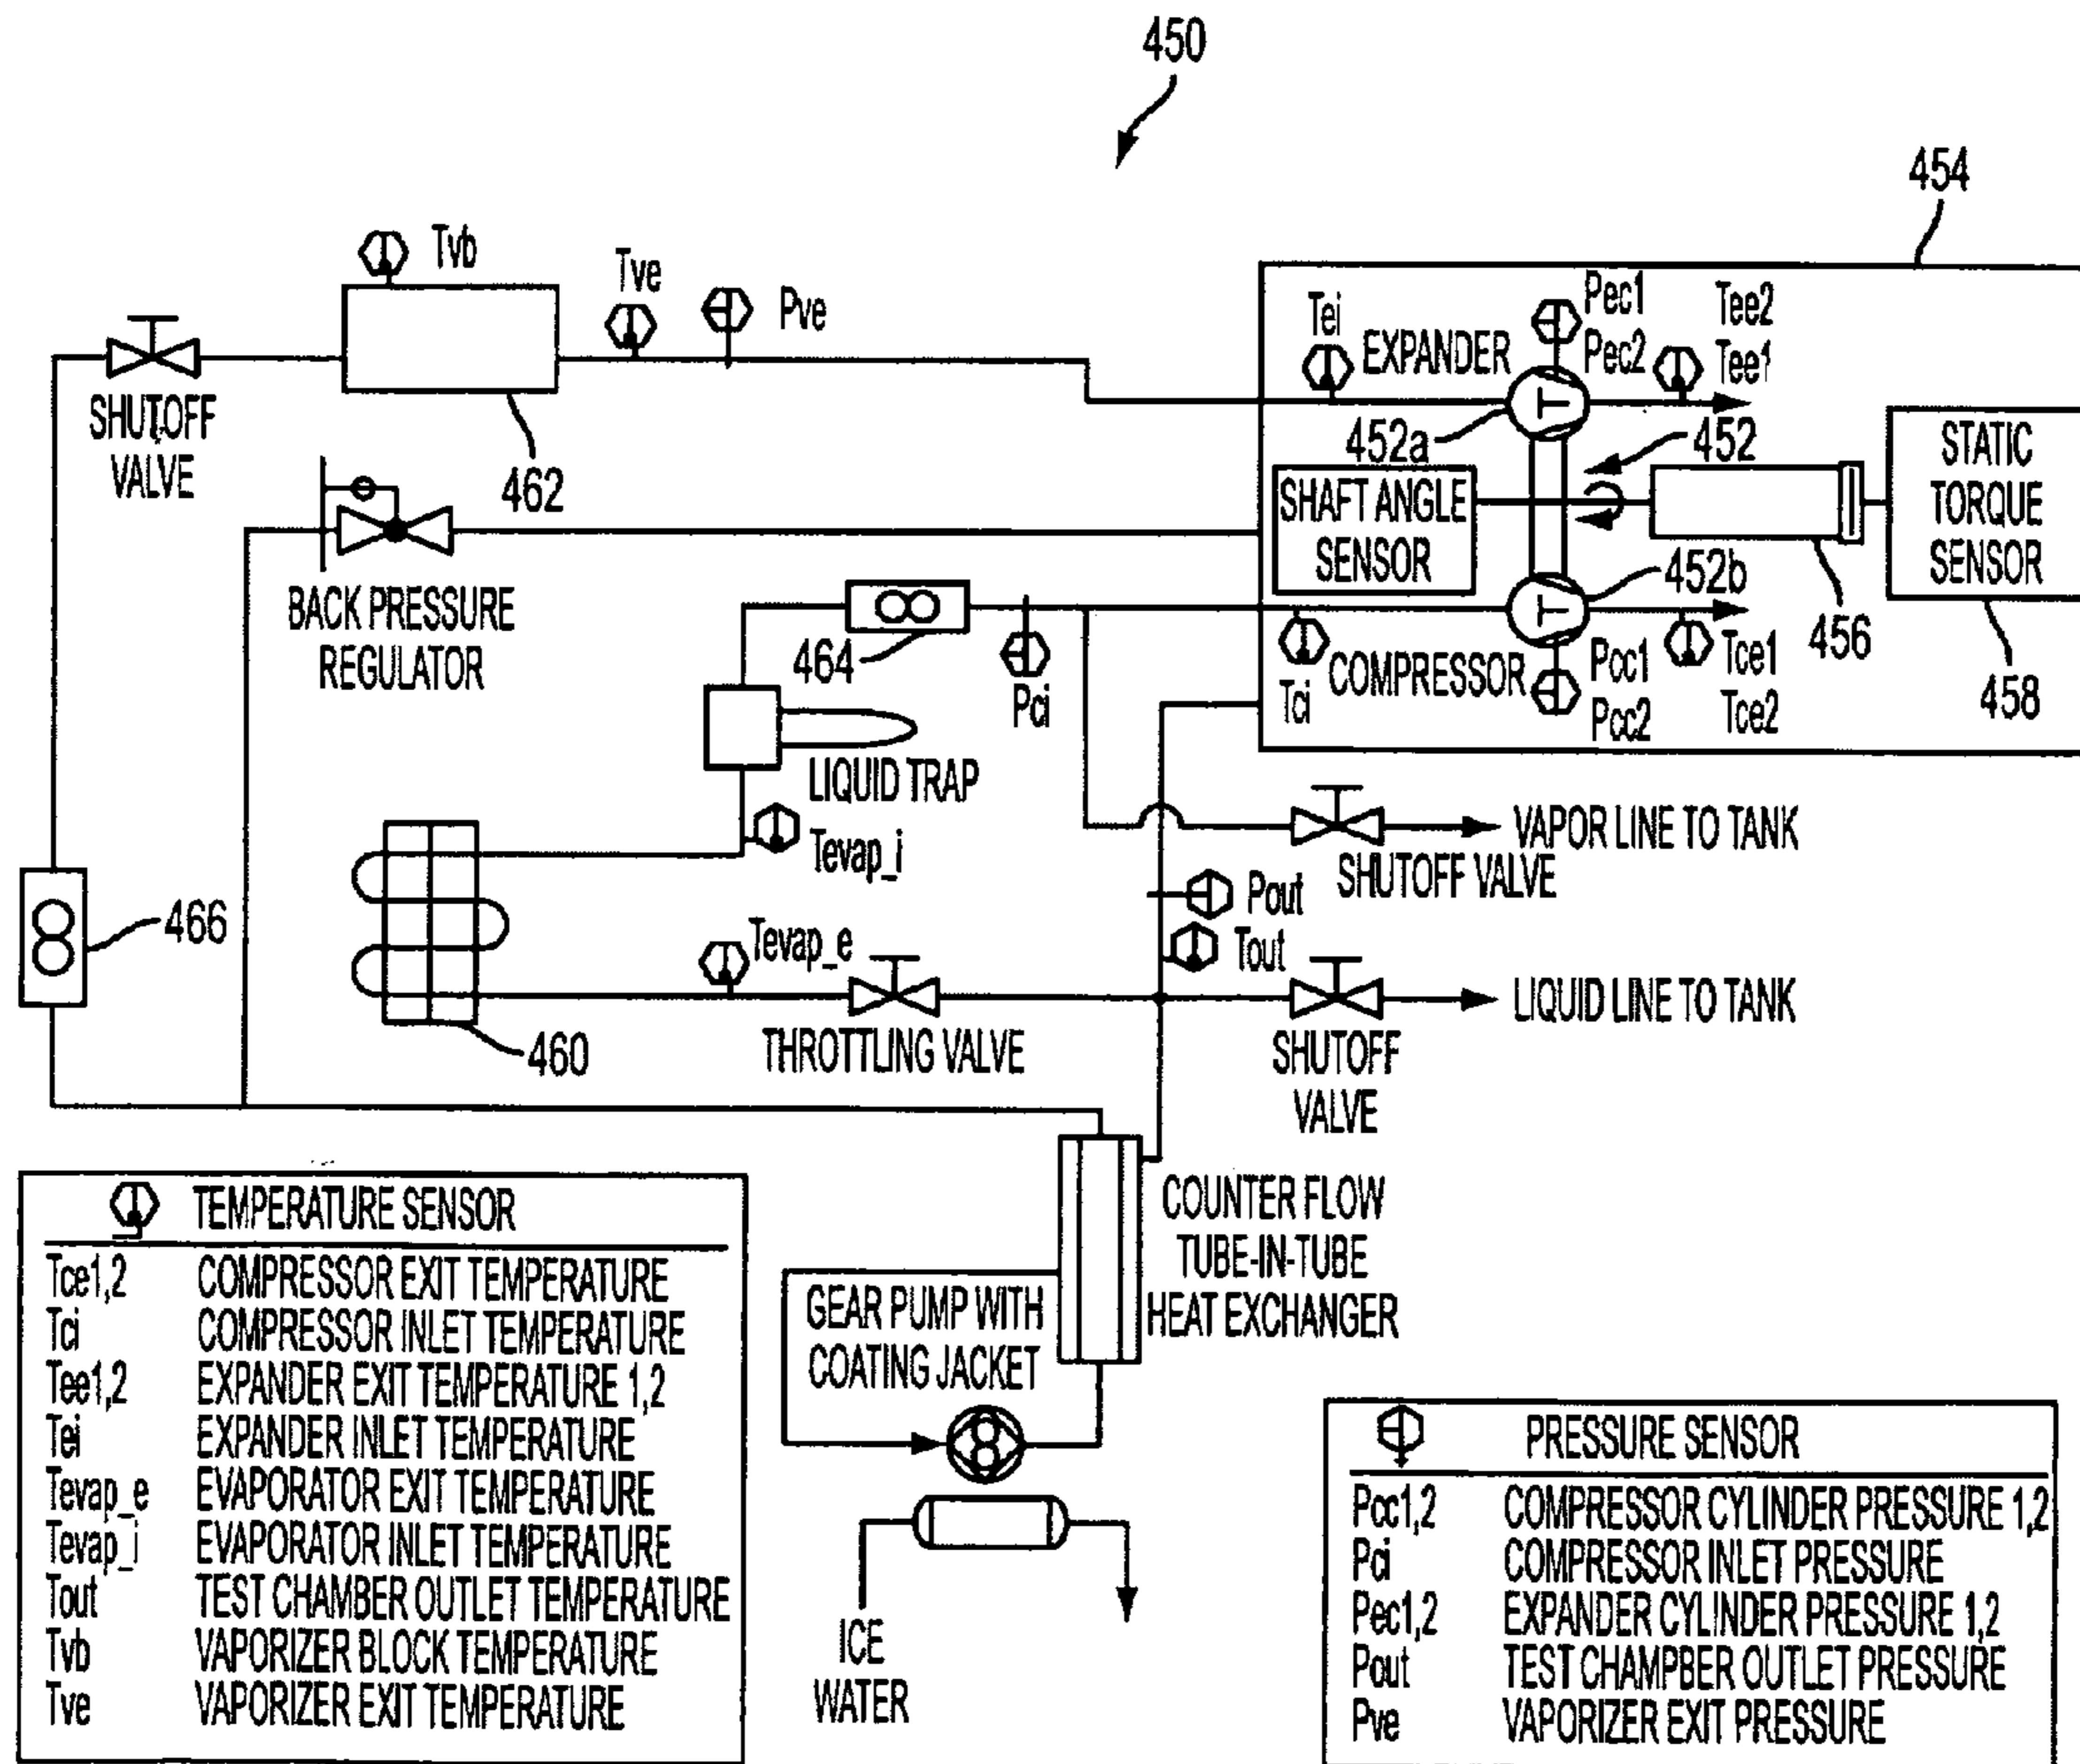 450
454
Tvb
Tve
Pve
SHUTOFF
VALVE
462
Tei
EXPANDER
Pec1
Pec2
Tee2
Tee1
452a
452
SHAFT ANGLE
SENSOR
STATIC
TORQUE
SENSOR
452b
456
458
BACK PRESSURE
REGULATOR
464
Pci
Tci
COMPRESSOR
Pcc1
Pcc2
Tce1
Tce2
LIQUID TRAP
Tevap_i
VAPOR LINE TO TANK
SHUTOFF VALVE
466
Pout
Tout
Tevap_e
460
THROTTLING VALVE
LIQUID LINE TO TANK
SHUTOFF
VALVE
COUNTER FLOW
TUBE-IN-TUBE
HEAT EXCHANGER
GEAR PUMP WITH
COATING JACKET
ICE
WATER
TEMPERATURE SENSOR
Tce1,2 COMPRESSOR EXIT TEMPERATURE
Tci COMPRESSOR INLET TEMPERATURE
Tee1,2 EXPANDER EXIT TEMPERATURE 1,2
Tei EXPANDER INLET TEMPERATURE
Tevap_e EVAPORATOR EXIT TEMPERATURE
Tevap_i EVAPORATOR INLET TEMPERATURE
Tout TEST CHAMBER OUTLET TEMPERATURE
Tvb VAPORIZER BLOCK TEMPERATURE
Tve VAPORIZER EXIT TEMPERATURE
PRESSURE SENSOR
Pcc1,2 COMPRESSOR CYLINDER PRESSURE 1,2
Pci COMPRESSOR INLET PRESSURE
Pec1,2 EXPANDER CYLINDER PRESSURE 1,2
Pout TEST CHAMPBER OUTLET PRESSURE
Pve VAPORIZER EXIT PRESSURE